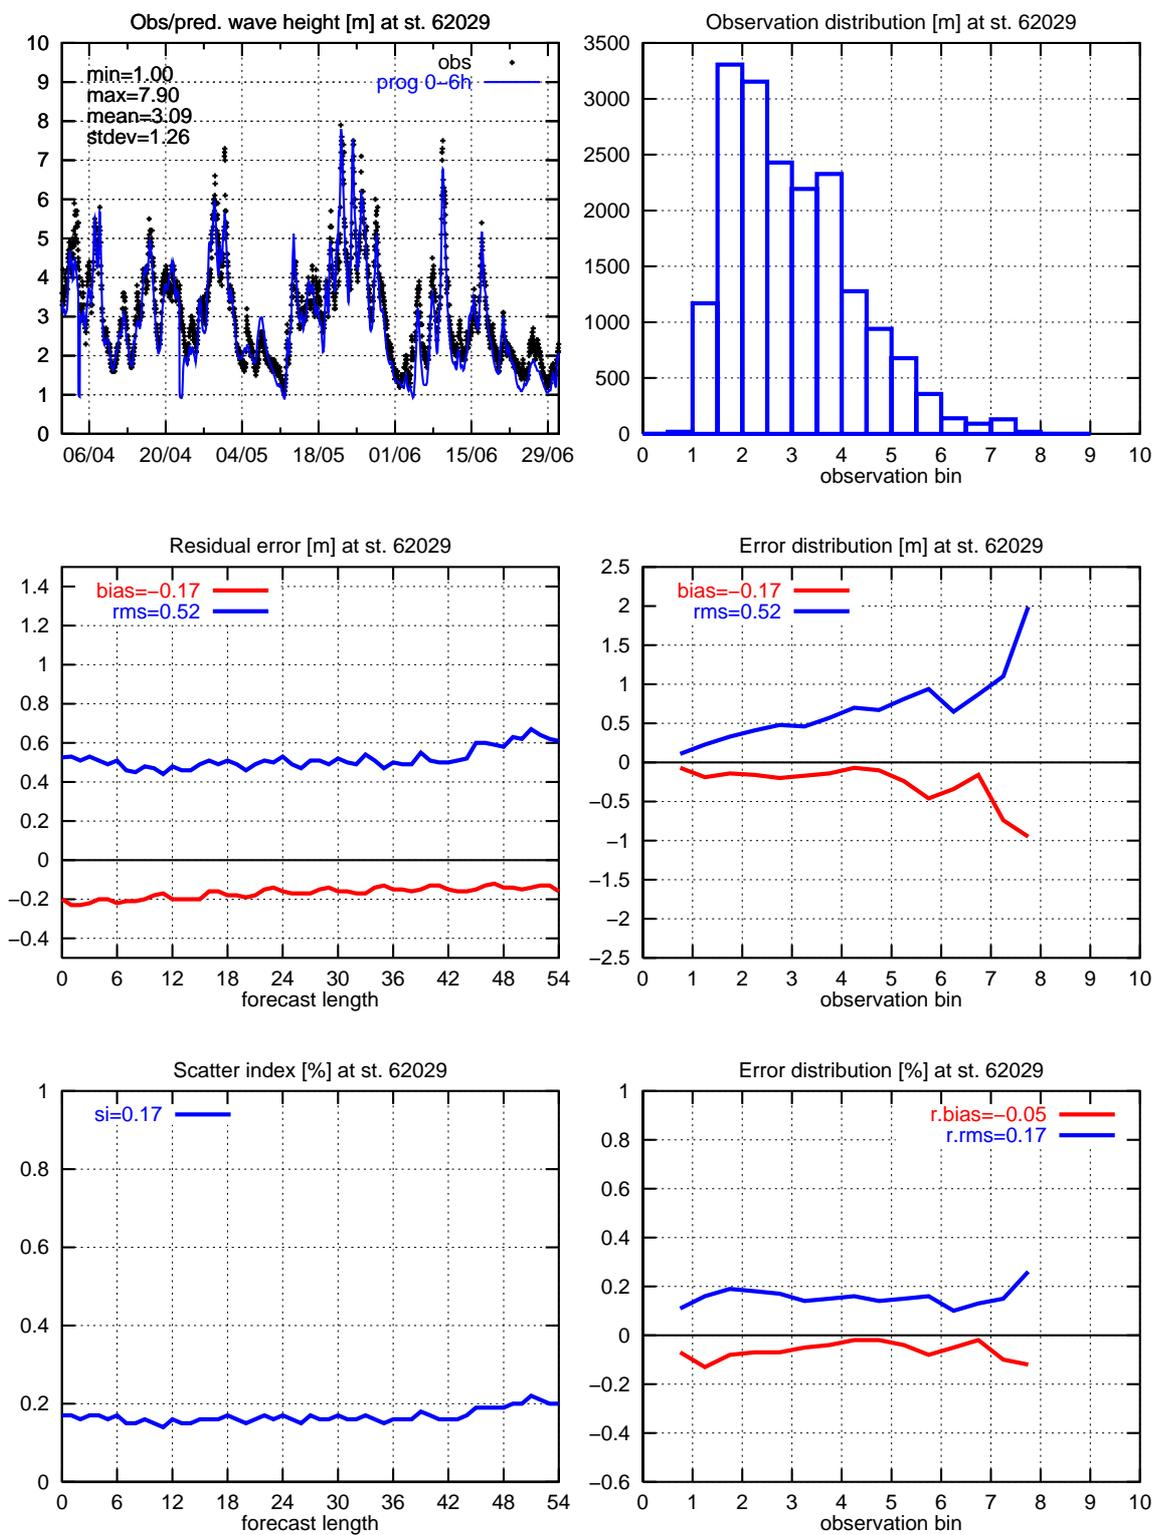 Obs/pred. wave height [m] at st. 62029
10
9
8
7
6
5
4
3
2
1
0
min=1.00
max=7.90
mean=3.09
stdev=1.26
obs
prog 0−6h
06/04 20/04 04/05 18/05 01/06 15/06 29/06
Observation distribution [m] at st. 62029
3500
3000
2500
2000
1500
1000
500
0
0 1 2 3 4 5 6 7 8 9 10
observation bin
Residual error [m] at st. 62029
1.4
1.2
1
0.8
0.6
0.4
0.2
0
−0.2
−0.4
bias=−0.17
rms=0.52
0 6 12 18 24 30 36 42 48 54
forecast length
Error distribution [m] at st. 62029
2.5
2
1.5
1
0.5
0
−0.5
−1
−1.5
−2
−2.5
bias=−0.17
rms=0.52
0 1 2 3 4 5 6 7 8 9 10
observation bin
Scatter index [%] at st. 62029
1
0.8
0.6
0.4
0.2
0
si=0.17
0 6 12 18 24 30 36 42 48 54
forecast length
Error distribution [%] at st. 62029
1
0.8
0.6
0.4
0.2
0
−0.2
−0.4
−0.6
r.bias=−0.05
r.rms=0.17
0 1 2 3 4 5 6 7 8 9 10
observation bin